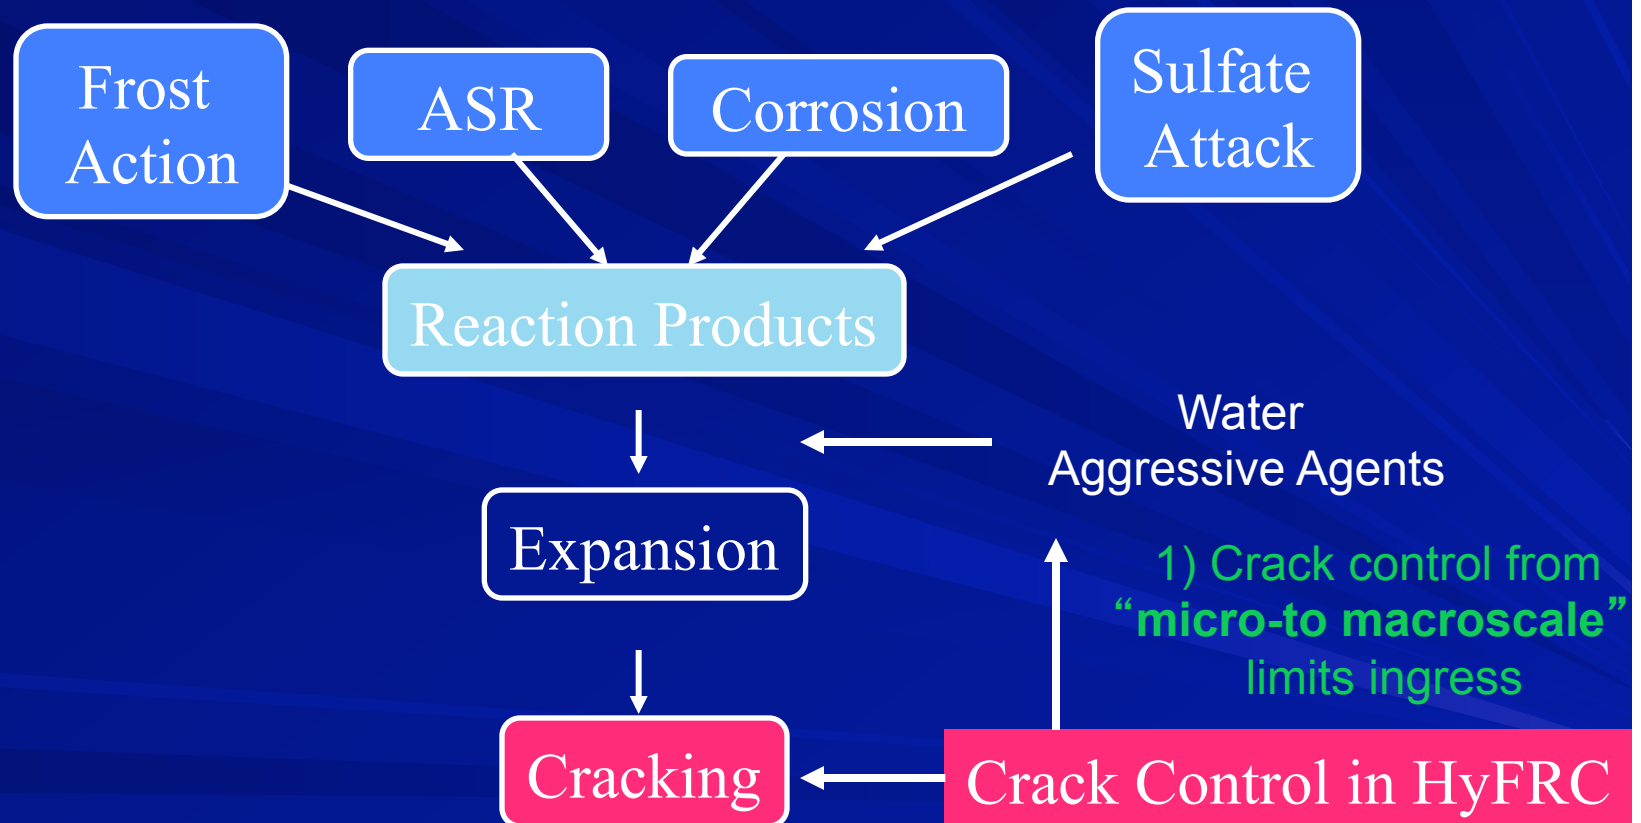 Frost
Action
ASR
Corrosion
Sulfate
Attack
Reaction Products
Water
Aggressive Agents
Expansion
1) Crack control from
“micro-to macroscale”
limits ingress
Cracking
Crack Control in HyFRC